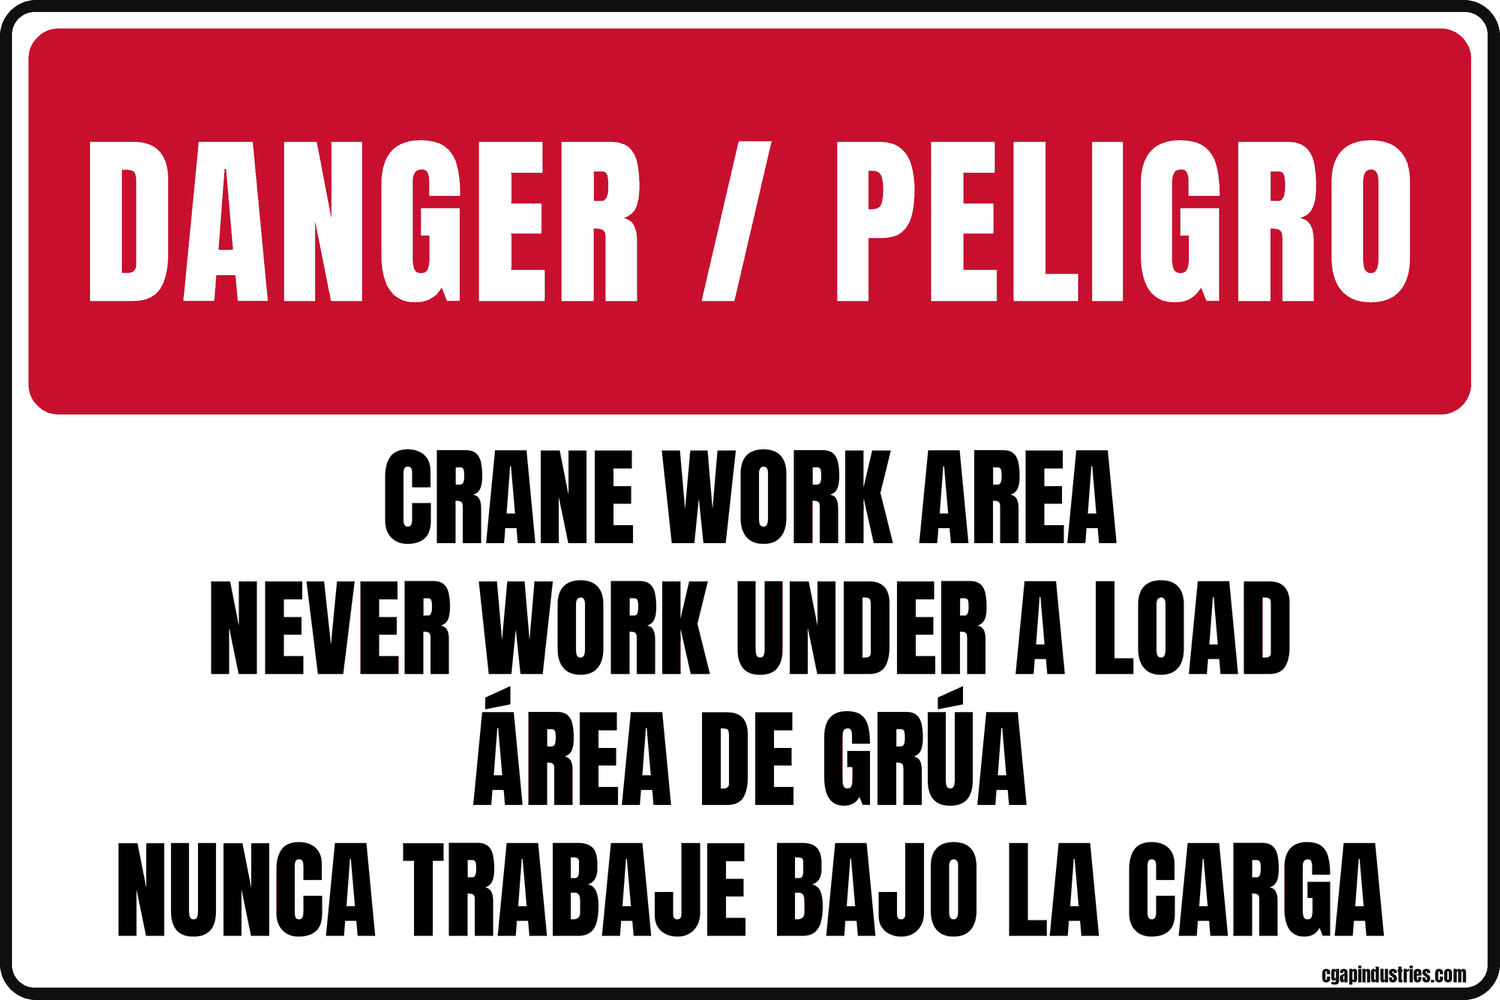 DANGER / PELIGRO
CRANE WORK AREA
NEVER WORK UNDER A LOAD
ÁREA DE GRÚA
NUNCA TRABAJE BAJO LA CARGA
cgapindustries.com